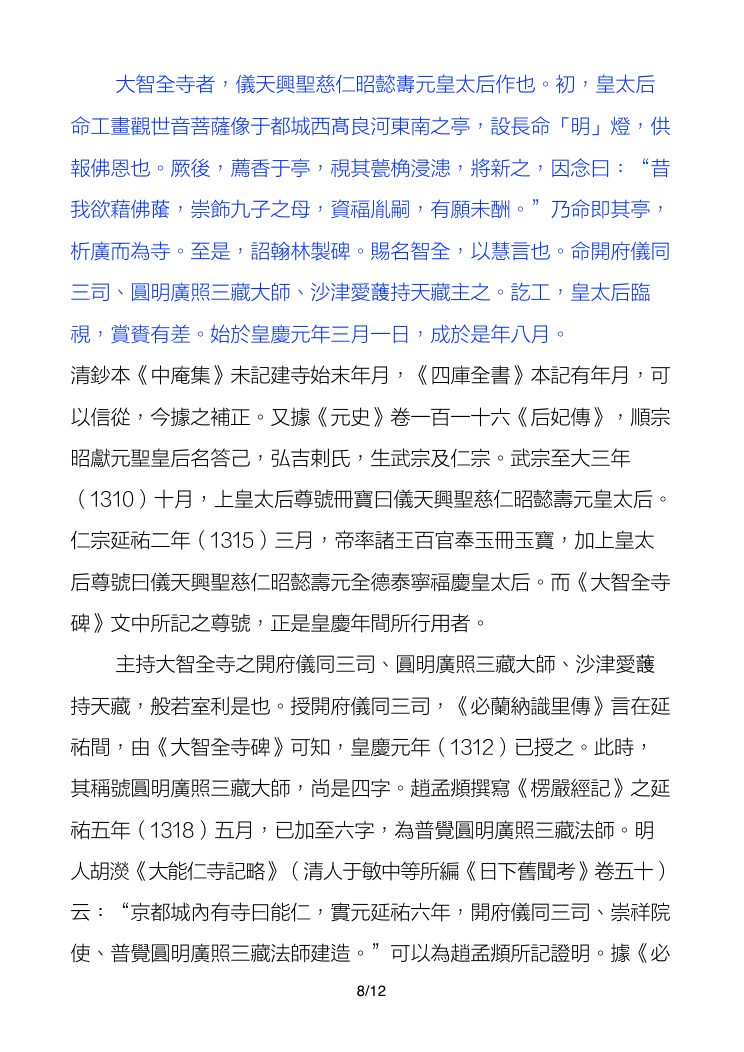 大智全寺者，儀天興聖慈仁昭懿壽元皇太后作也。初，皇太后
命工畫觀世音菩薩像于都城西髙良河東南之亭，設長命「明」燈，供
報佛恩也。厥後，薦香于亭，視其甍桷浸漶，將新之，因念曰：“昔
我欲藉佛蔭，崇飾九子之母，資福胤嗣，有願未酬。”乃命即其亭，
析廣而為寺。至是，詔翰林製碑。賜名智全，以慧言也。命開府儀同
三司、圓明廣照三藏大師、沙津愛護持天藏主之。訖工，皇太后臨
視，賞賚有差。始於皇慶元年三月一日，成於是年八月。
清鈔本《中庵集》未記建寺始末年月，《四庫全書》本記有年月，可
以信從，今據之補正。又據《元史》卷一百一十六《后妃傳》，順宗
昭獻元聖皇后名答己，弘吉剌氏，生武宗及仁宗。武宗至大三年
（1310）十月，上皇太后尊號冊寶曰儀天興聖慈仁昭懿壽元皇太后。
仁宗延祐二年（1315）三月，帝率諸王百官奉玉冊玉寶，加上皇太
后尊號曰儀天興聖慈仁昭懿壽元全德泰寧福慶皇太后。而《大智全寺
碑》文中所記之尊號，正是皇慶年間所行用者。
主持大智全寺之開府儀同三司、圓明廣照三藏大師、沙津愛護
持天藏，般若室利是也。授開府儀同三司，《必蘭納識里傳》言在延
祐間，由《大智全寺碑》可知，皇慶元年（1312）已授之。此時，
其稱號圓明廣照三藏大師，尚是四字。趙孟頫撰寫《楞嚴經記》之延
祐五年（1318）五月，已加至六字，為普覺圓明廣照三藏法師。明
人胡濙《大能仁寺記略》（清人于敏中等所編《日下舊聞考》卷五十）
云：“京都城內有寺曰能仁，實元延祐六年，開府儀同三司、崇祥院
使、普覺圓明廣照三藏法師建造。”可以為趙孟頫所記證明。據《必
8/12